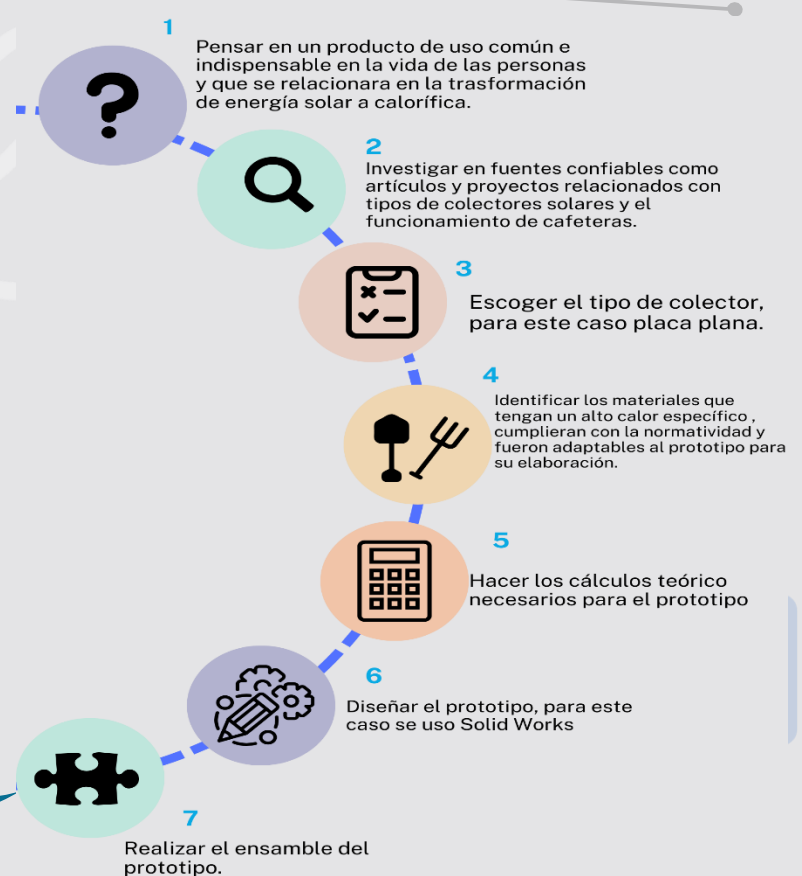 1
Pensar en un producto de uso común e
indispensable en la vida de las personas
y que se relacionara en la trasformación
de energía solar a calorífica.
2
Investigar en fuentes confiables como
artículos y proyectos relacionados con
tipos de colectores solares y el
funcionamiento de cafeteras.
3
Escoger el tipo de colector,
para este caso placa plana.
4
Identificar los materiales que
tengan un alto calor específico ,
cumplieran con la normatividad y
fueron adaptables al prototipo para
su elaboración.
5
Hacer los cálculos teórico
necesarios para el prototipo
6
Diseñar el prototipo, para este
caso se uso Solid Works
7
Realizar el ensamble del
prototipo.